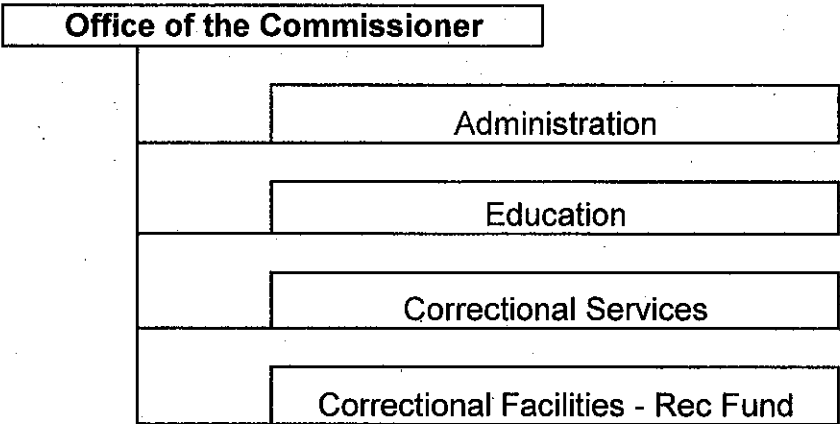 Office of the Commissioner
Administration
Education
Correctional Services
Correctional Facilities - Rec Fund